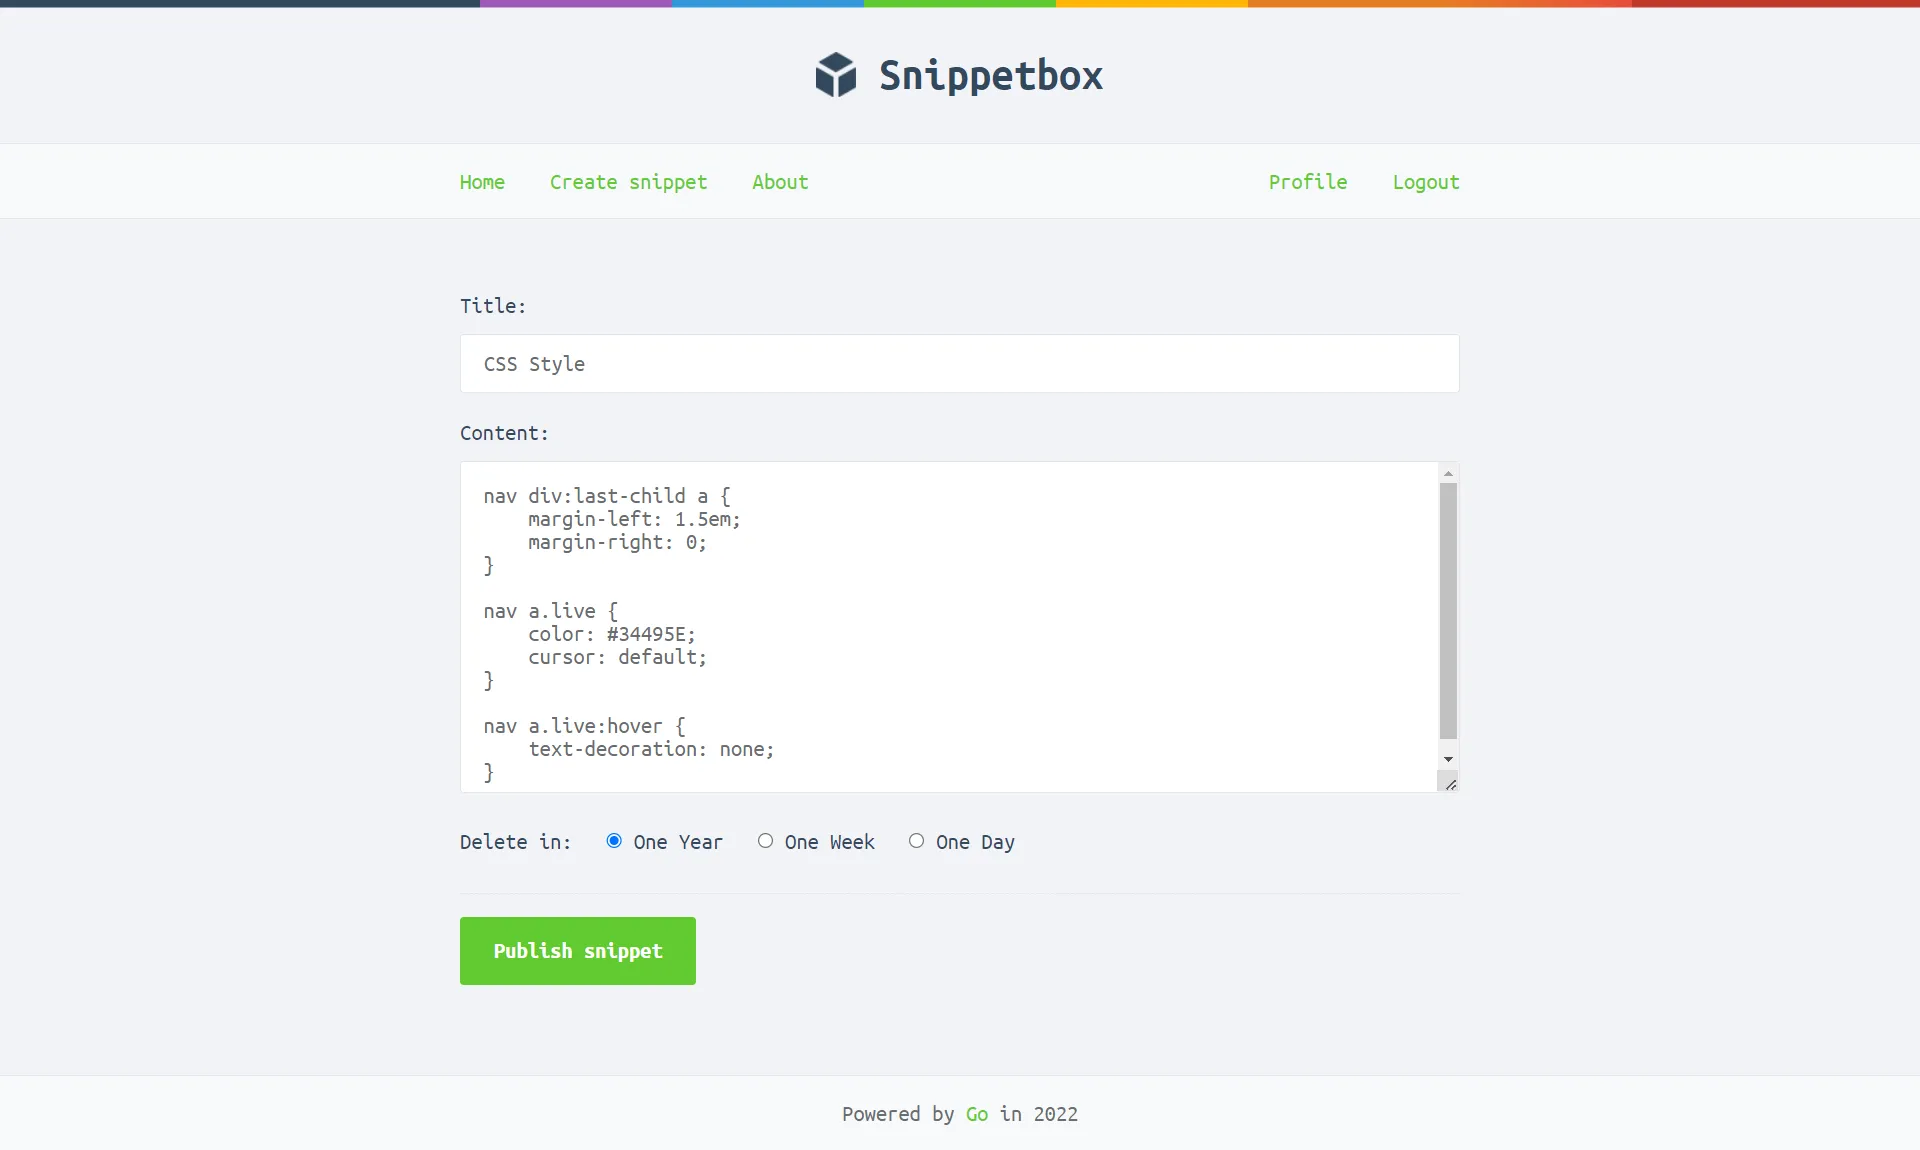 Snippetbox
Home Create snippet About Profile Logout
Title:
CSS Style
Content:
nav div:last-child a {
    margin-left: 1.5em;
    margin-right: 0;
}
nav a.live {
    color: #34495E;
    cursor: default;
}
nav a.live:hover {
    text-decoration: none;
}
Delete in: One Year One Week One Day
Publish snippet
Powered by Go in 2022